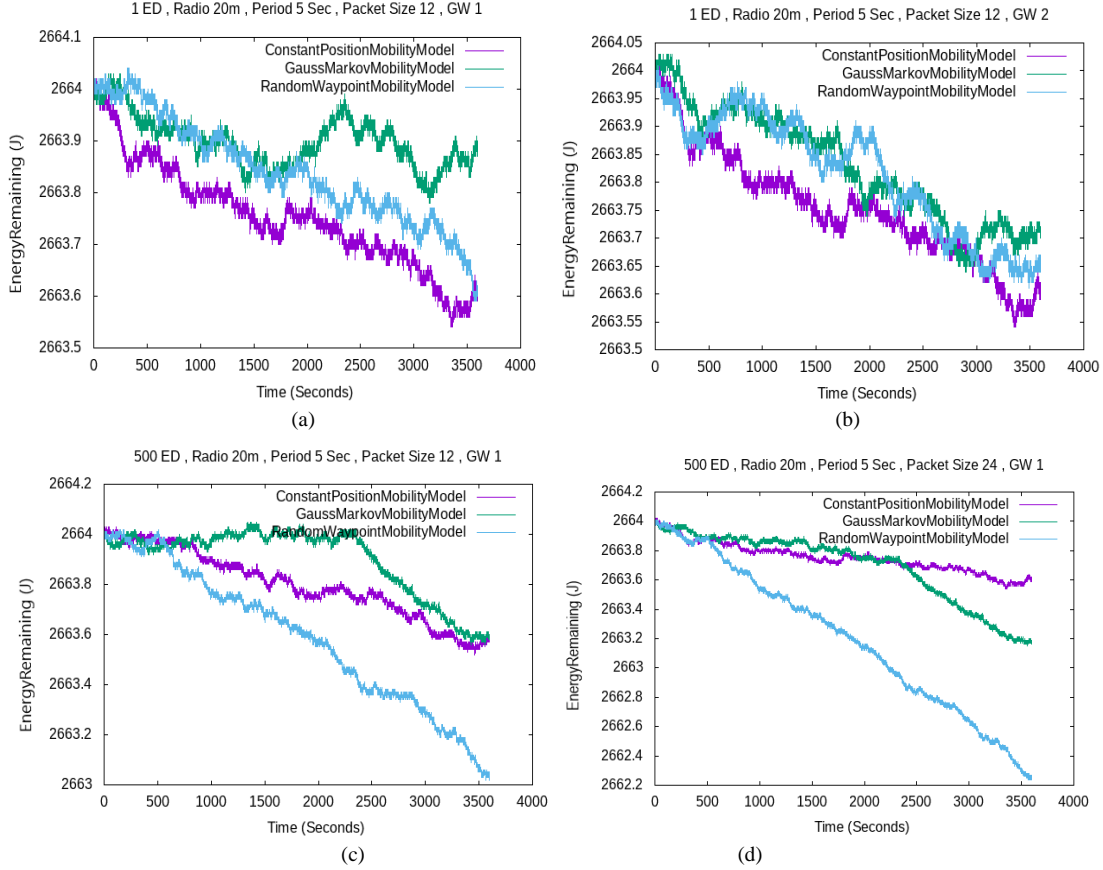 1 ED , Radio 20m , Period 5 Sec , Packet Size 12 , GW 1
2664.1
2664
2663.9
2663.8
2663.7
2663.6
2663.5
EnergyRemaining (J)
ConstantPositionMobilityModel
GaussMarkovMobilityModel
RandomWaypointMobilityModel
0 500 1000 1500 2000 2500 3000 3500 4000
Time (Seconds)
(a)
1 ED , Radio 20m , Period 5 Sec , Packet Size 12 , GW 2
2664.05
2664
2663.95
2663.9
2663.85
2663.8
2663.75
2663.7
2663.65
2663.6
2663.55
2663.5
EnergyRemaining (J)
ConstantPositionMobilityModel
GaussMarkovMobilityModel
RandomWaypointMobilityModel
0 500 1000 1500 2000 2500 3000 3500 4000
Time (Seconds)
(b)
500 ED , Radio 20m , Period 5 Sec , Packet Size 12 , GW 1
2664.2
2664
2663.8
2663.6
2663.4
2663.2
2663
EnergyRemaining (J)
ConstantPositionMobilityModel
GaussMarkovMobilityModel
RandomWaypointMobilityModel
0 500 1000 1500 2000 2500 3000 3500 4000
Time (Seconds)
(c)
500 ED , Radio 20m , Period 5 Sec , Packet Size 24 , GW 1
2664.2
2664
2663.8
2663.6
2663.4
2663.2
2663
2662.8
2662.6
2662.4
2662.2
EnergyRemaining (J)
ConstantPositionMobilityModel
GaussMarkovMobilityModel
RandomWaypointMobilityModel
0 500 1000 1500 2000 2500 3000 3500 4000
Time (Seconds)
(d)